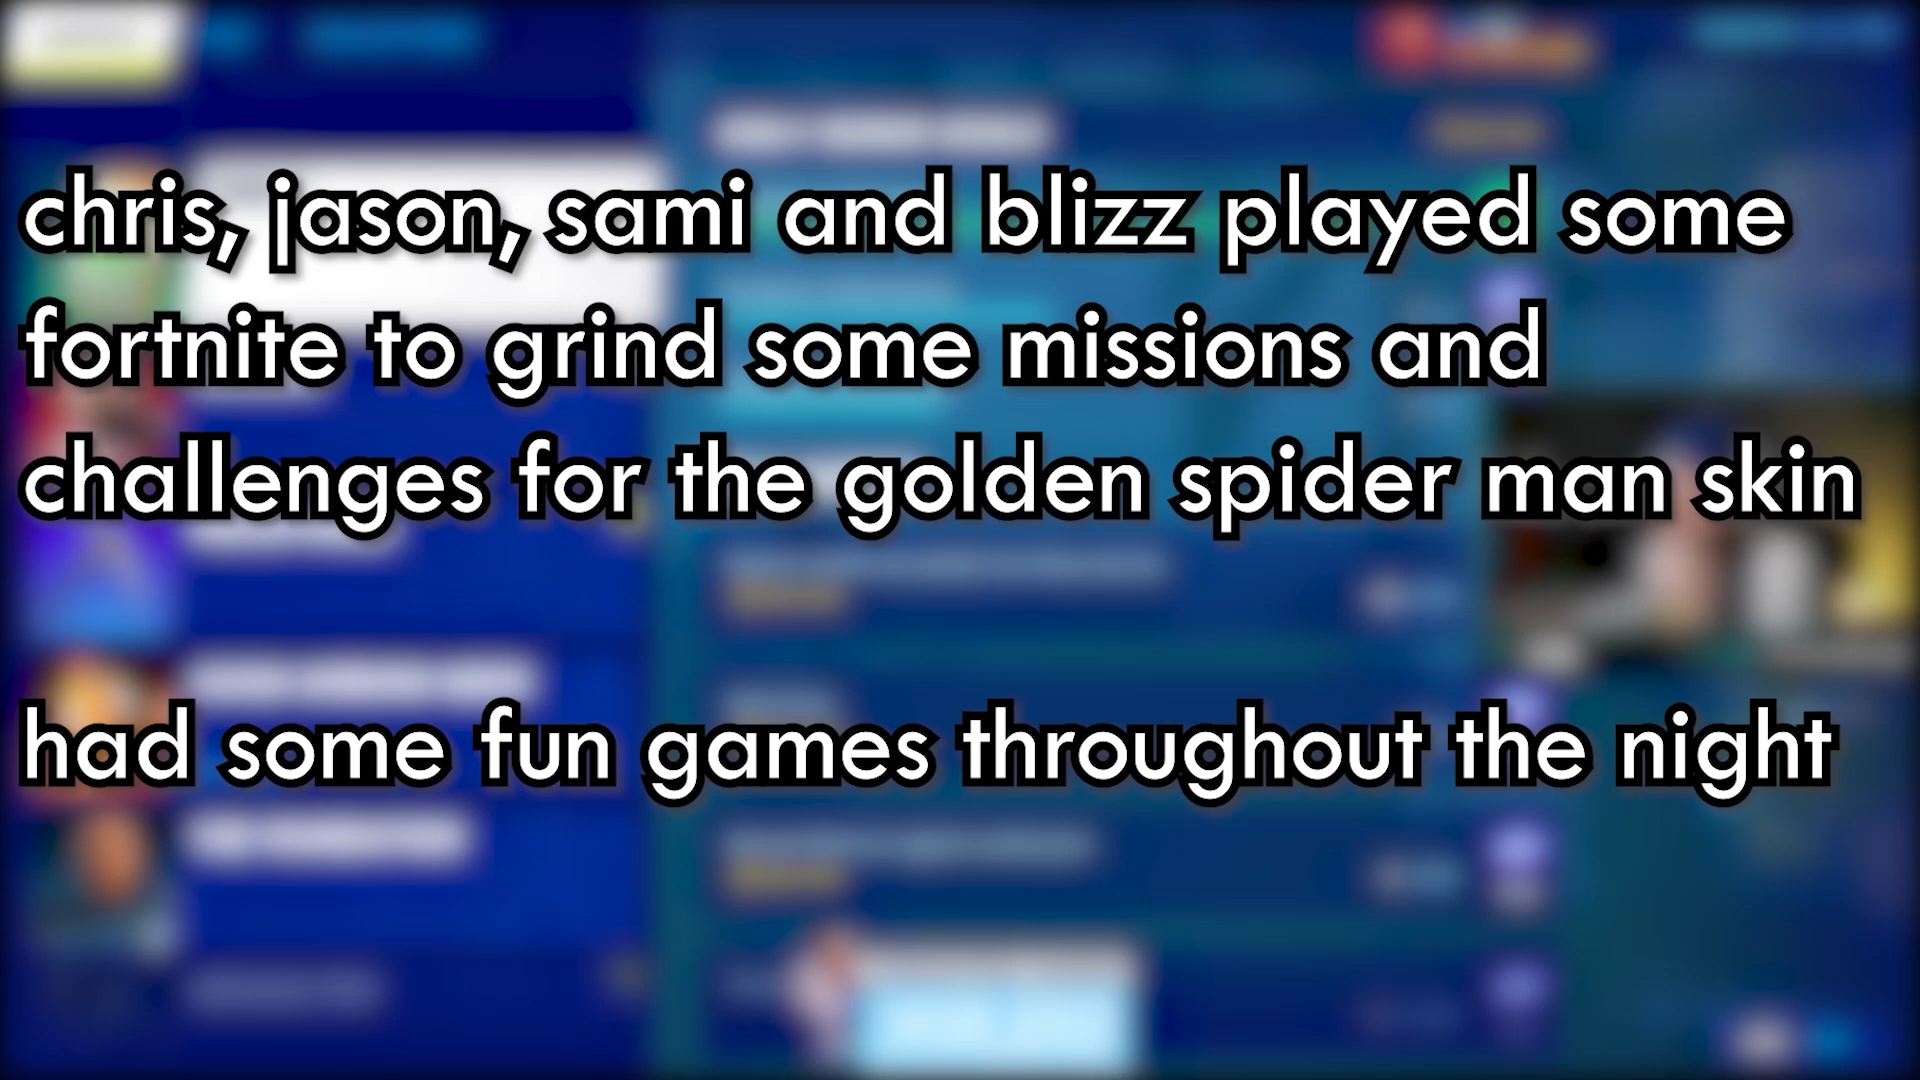 chris, jason, sami and blizz played some
fortnite to grind some missions and
challenges for the golden spider man skin
had some fun games throughout the night